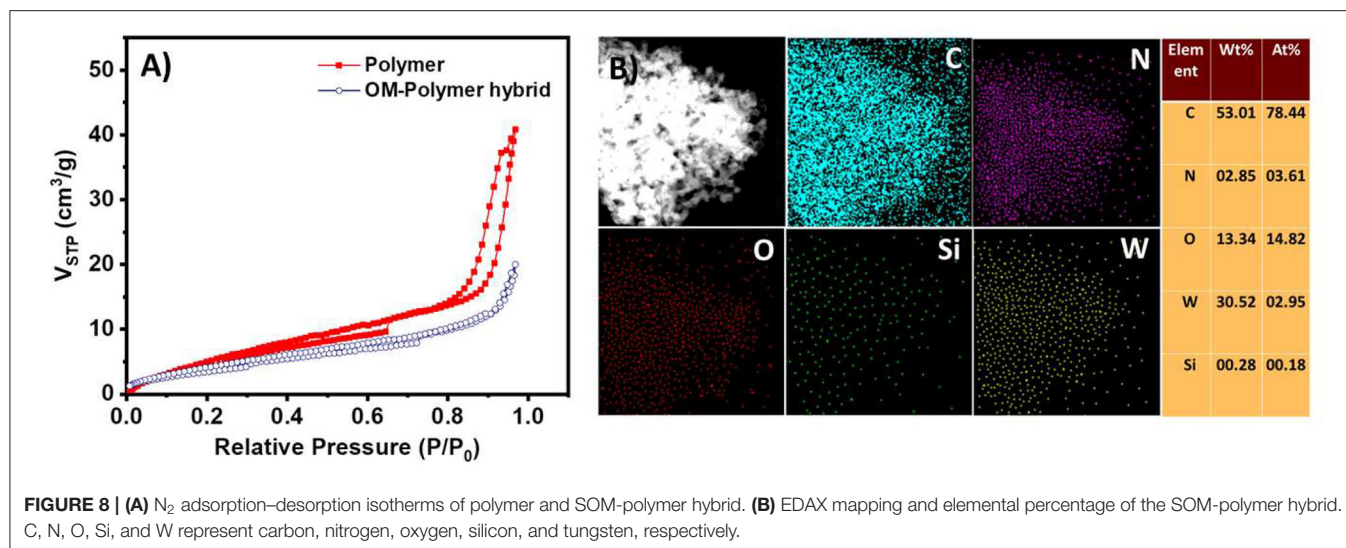 A)
Polymer
OM-Polymer hybrid
50
40
30
20
10
0
V_STP (cm³/g)
0.0 0.2 0.4 0.6 0.8 1.0
Relative Pressure (P/P₀)
B)
C
N
O
Si
W
Elem ent Wt% At%
C 53.01 78.44
N 02.85 03.61
O 13.34 14.82
W 30.52 02.95
Si 00.28 00.18
FIGURE 8 | (A) N₂ adsorption–desorption isotherms of polymer and SOM-polymer hybrid. (B) EDAX mapping and elemental percentage of the SOM-polymer hybrid.
C, N, O, Si, and W represent carbon, nitrogen, oxygen, silicon, and tungsten, respectively.